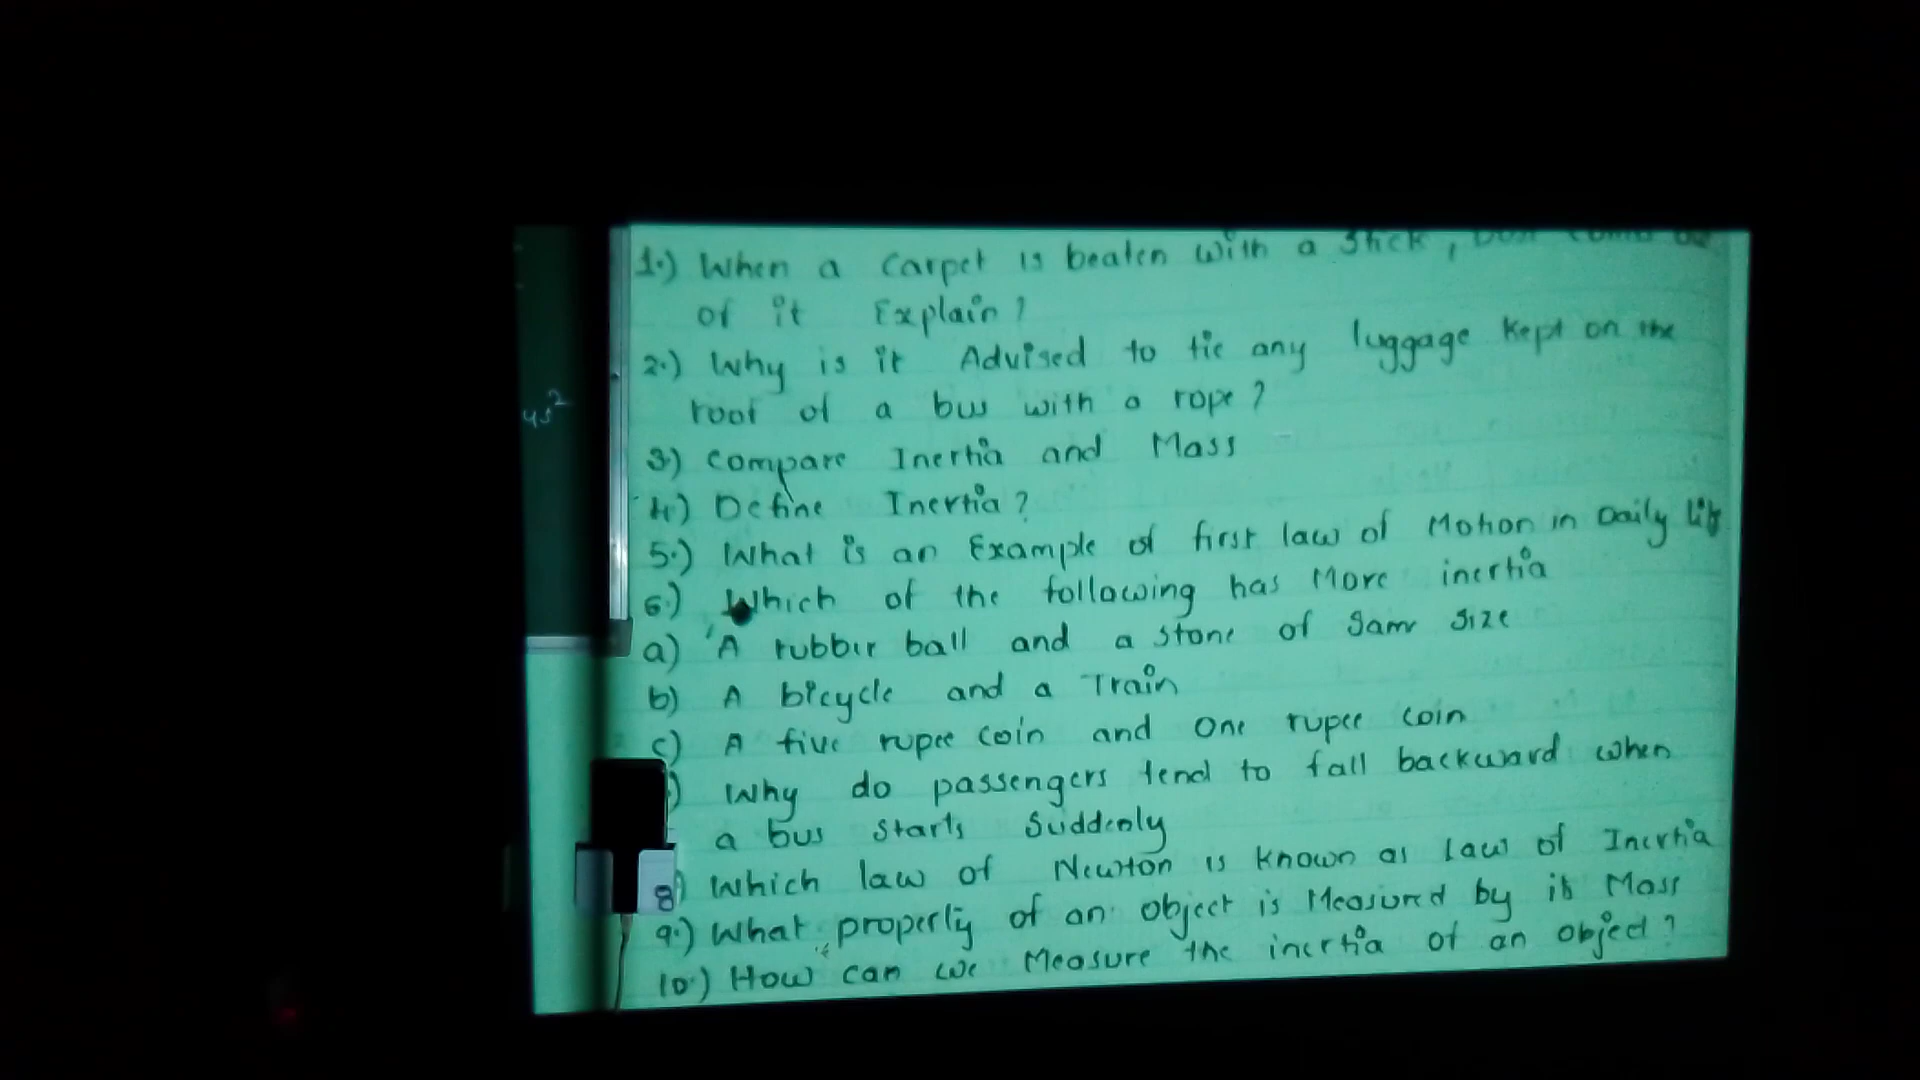 1.) When a carpet is beaten with a stick,
of it Explain?
2.) Why is it Advised to tie any luggage kept on the
roof of a bus with a rope?
3) Compare Inertia and Mass
4) Define Inertia?
5.) What is an Example of first law of Motion in Daily life
6.) Which of the following has More inertia
a) A rubber ball and a stone of same size
b) A bicycle and a Train
c) A five rupee coin and one rupee coin
) Why do passengers tend to fall backward when
a bus starts suddenly
8) Which law of Newton is known as law of Inertia
9.) What property of an object is Measured by its Mass
10.) How can we Measure the inertia of an object?